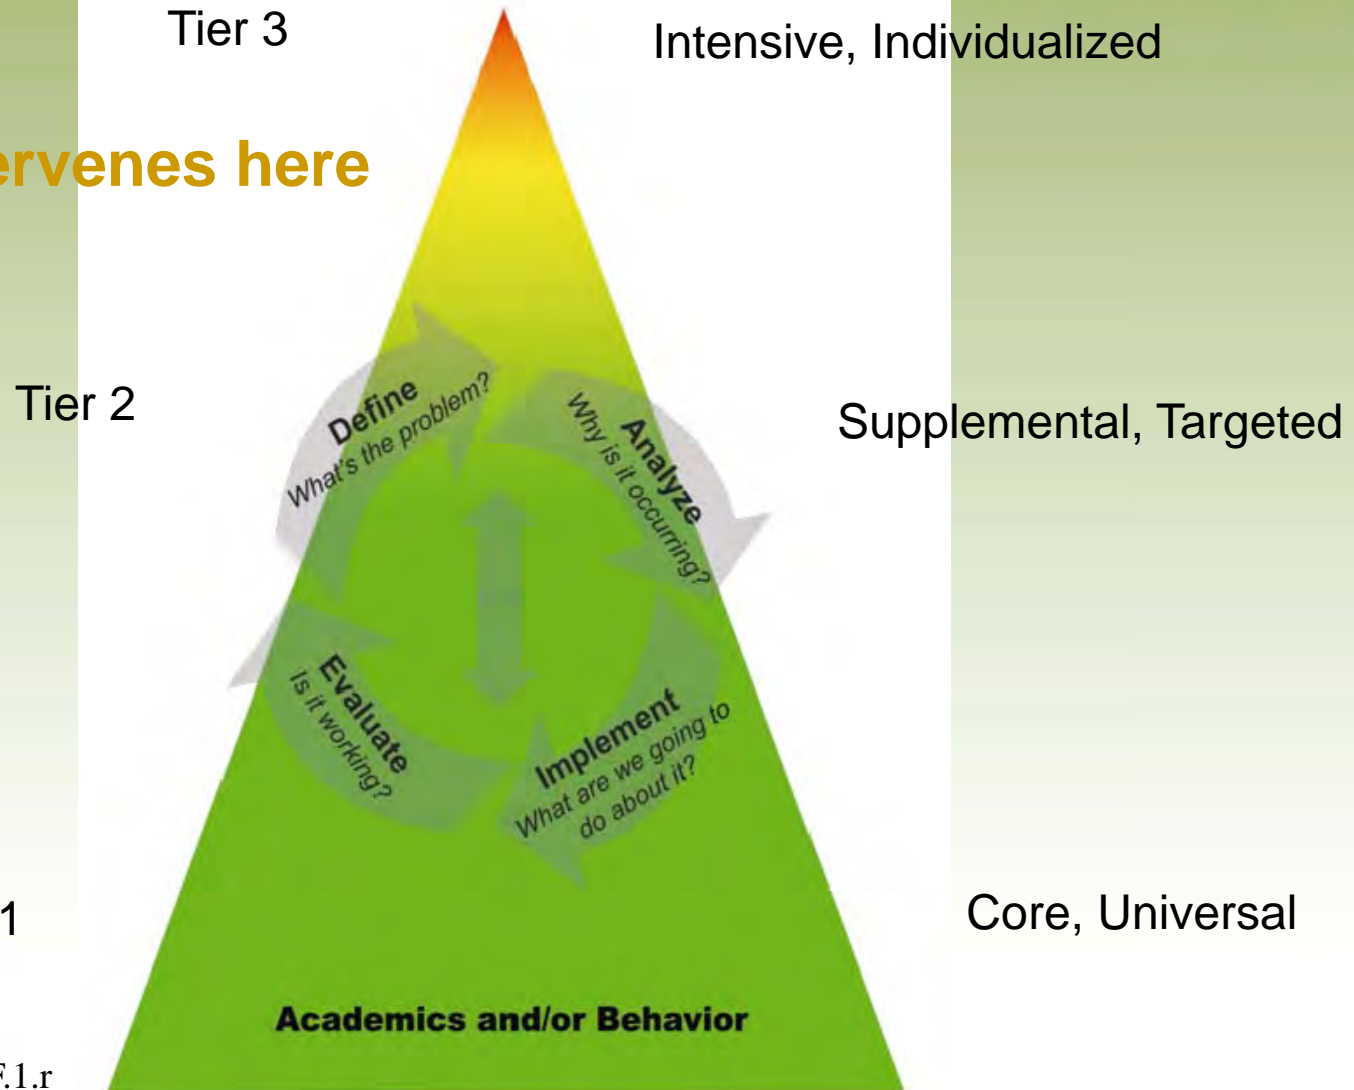 Tier 3
Intensive, Individualized
ervenes here
Define
What's the problem?
Analyze
Why is it occurring?
Tier 2
Supplemental, Targeted
Evaluate
Is it working?
Implement
What are we going to
do about it?
1
Core, Universal
Academics and/or Behavior
F.1.r